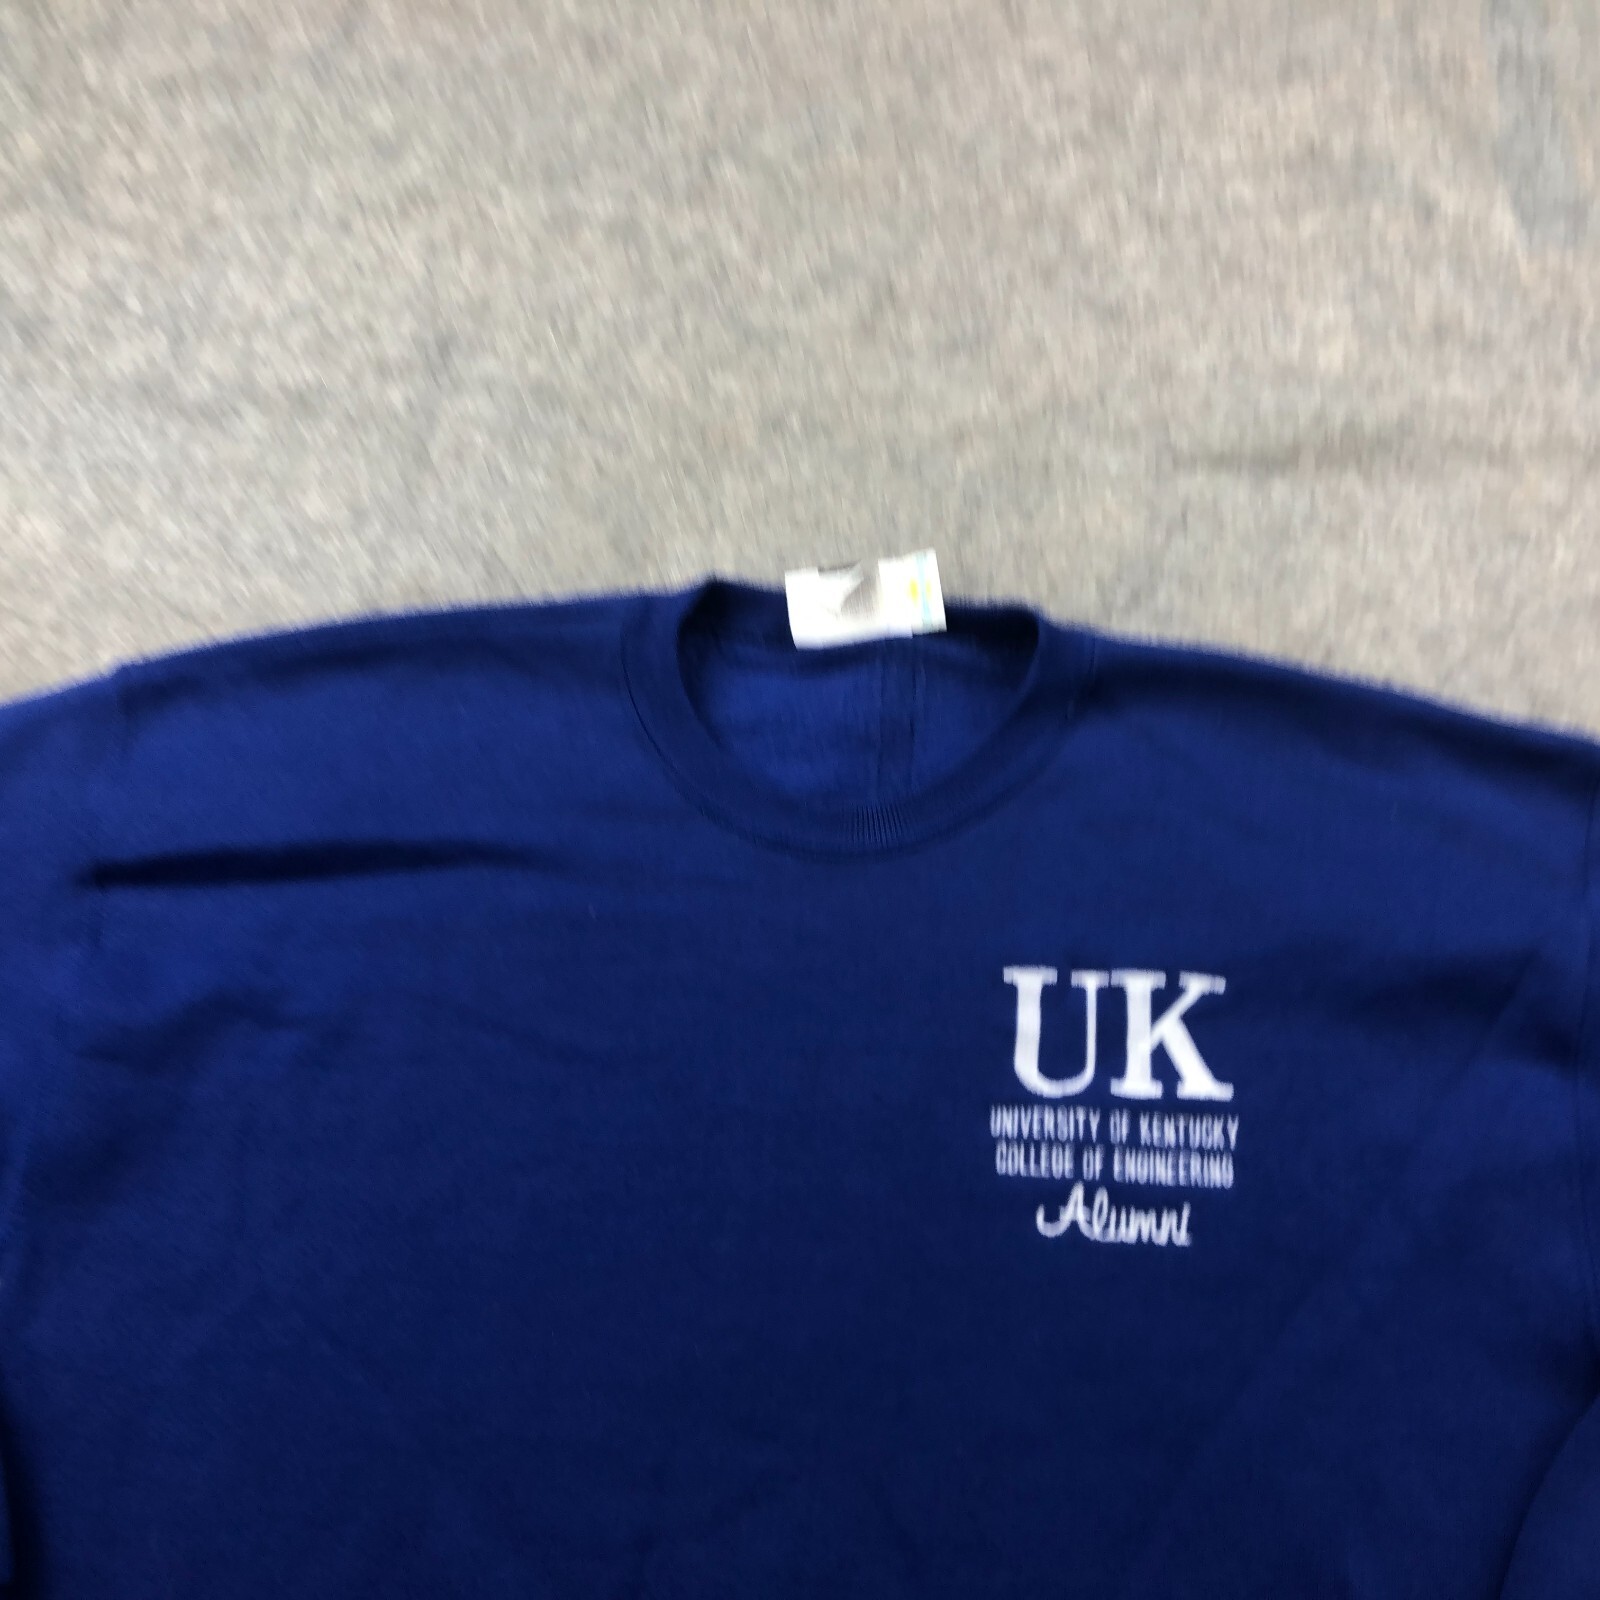 UK
UNIVERSITY OF KENTUCKY
COLLEGE OF ENGINEERING
Alumni